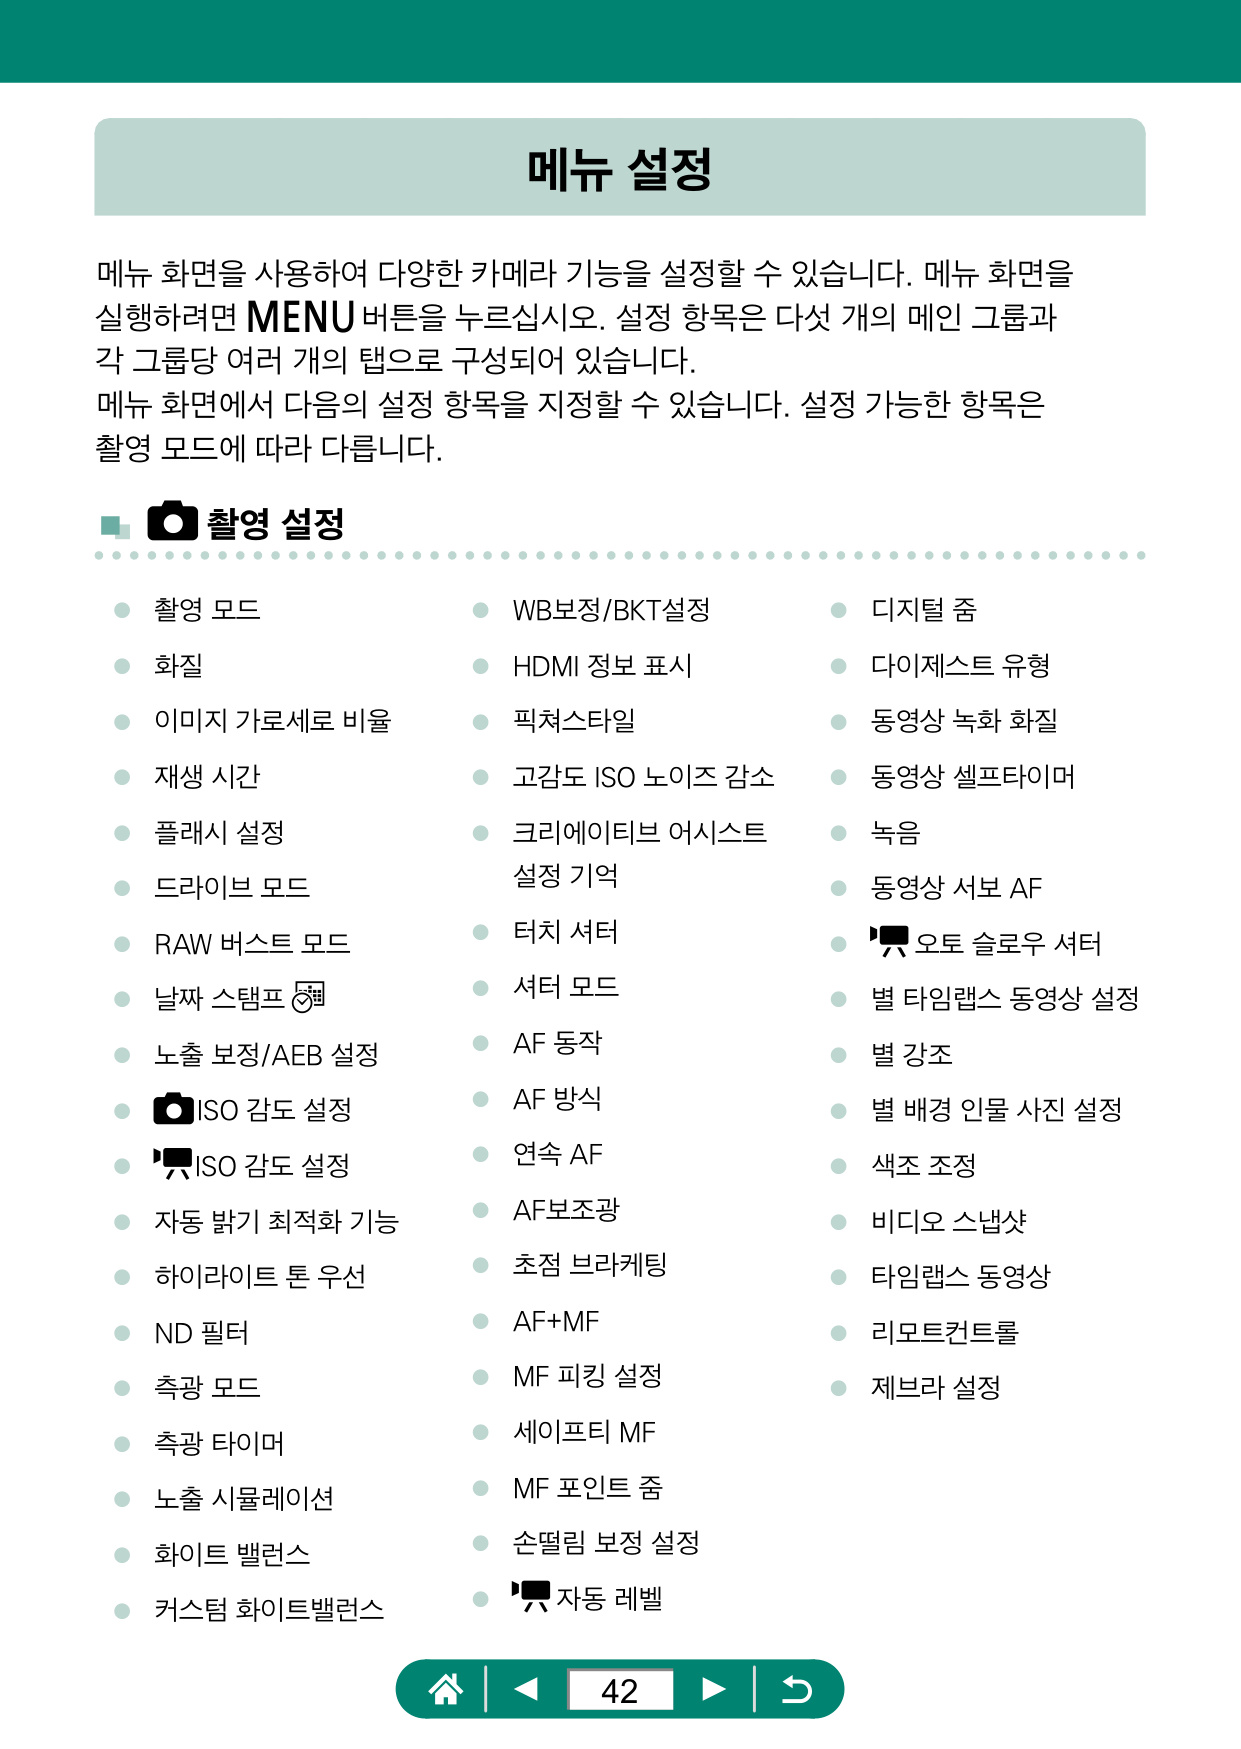 메뉴 설정
메뉴 화면을 사용하여 다양한 카메라 기능을 설정할 수 있습니다. 메뉴 화면을
실행하려면 MENU 버튼을 누르십시오. 설정 항목은 다섯 개의 메인 그룹과
각 그룹당 여러 개의 탭으로 구성되어 있습니다.
메뉴 화면에서 다음의 설정 항목을 지정할 수 있습니다. 설정 가능한 항목은
촬영 모드에 따라 다릅니다.
촬영 설정
촬영 모드
화질
이미지 가로세로 비율
재생 시간
플래시 설정
드라이브 모드
RAW 버스트 모드
날짜 스탬프
노출 보정/AEB 설정
ISO 감도 설정
ISO 감도 설정
자동 밝기 최적화 기능
하이라이트 톤 우선
ND 필터
측광 모드
측광 타이머
노출 시뮬레이션
화이트 밸런스
커스텀 화이트밸런스
WB보정/BKT설정
HDMI 정보 표시
픽쳐스타일
고감도 ISO 노이즈 감소
크리에이티브 어시스트
설정 기억
터치 셔터
셔터 모드
AF 동작
AF 방식
연속 AF
AF보조광
초점 브라케팅
AF+MF
MF 피킹 설정
세이프티 MF
MF 포인트 줌
손떨림 보정 설정
자동 레벨
디지털 줌
다이제스트 유형
동영상 녹화 화질
동영상 셀프타이머
녹음
동영상 서보 AF
오토 슬로우 셔터
별 타임랩스 동영상 설정
별 강조
별 배경 인물 사진 설정
색조 조정
비디오 스냅샷
타임랩스 동영상
리모트컨트롤
제브라 설정
42